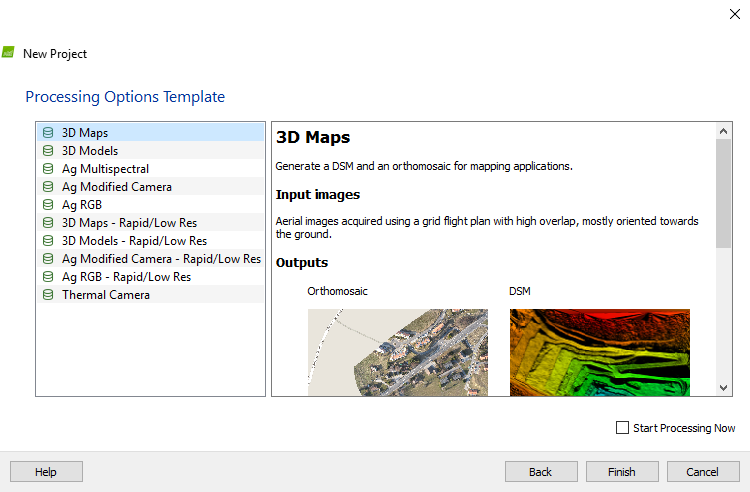 New Project
Processing Options Template
3D Maps
3D Models
Ag Multispectral
Ag Modified Camera
Ag RGB
3D Maps - Rapid/Low Res
3D Models - Rapid/Low Res
Ag Modified Camera - Rapid/Low Res
Ag RGB - Rapid/Low Res
Thermal Camera
3D Maps
Generate a DSM and an orthomosaic for mapping applications.
Input images
Aerial images acquired using a grid flight plan with high overlap, mostly oriented towards
the ground.
Outputs
Orthomosaic DSM
Start Processing Now
Help Back Finish Cancel